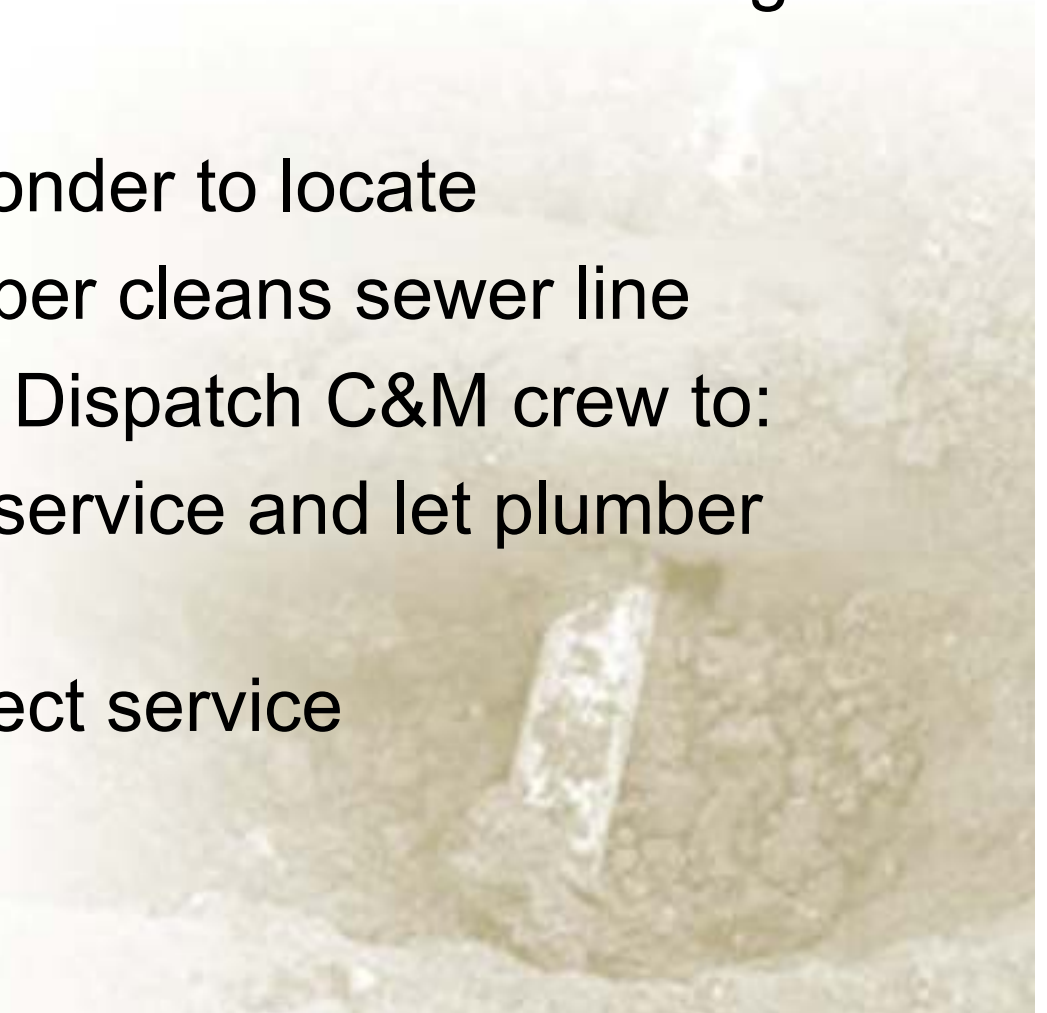 onder to locate
ber cleans sewer line
Dispatch C&M crew to:
service and let plumber
ect service